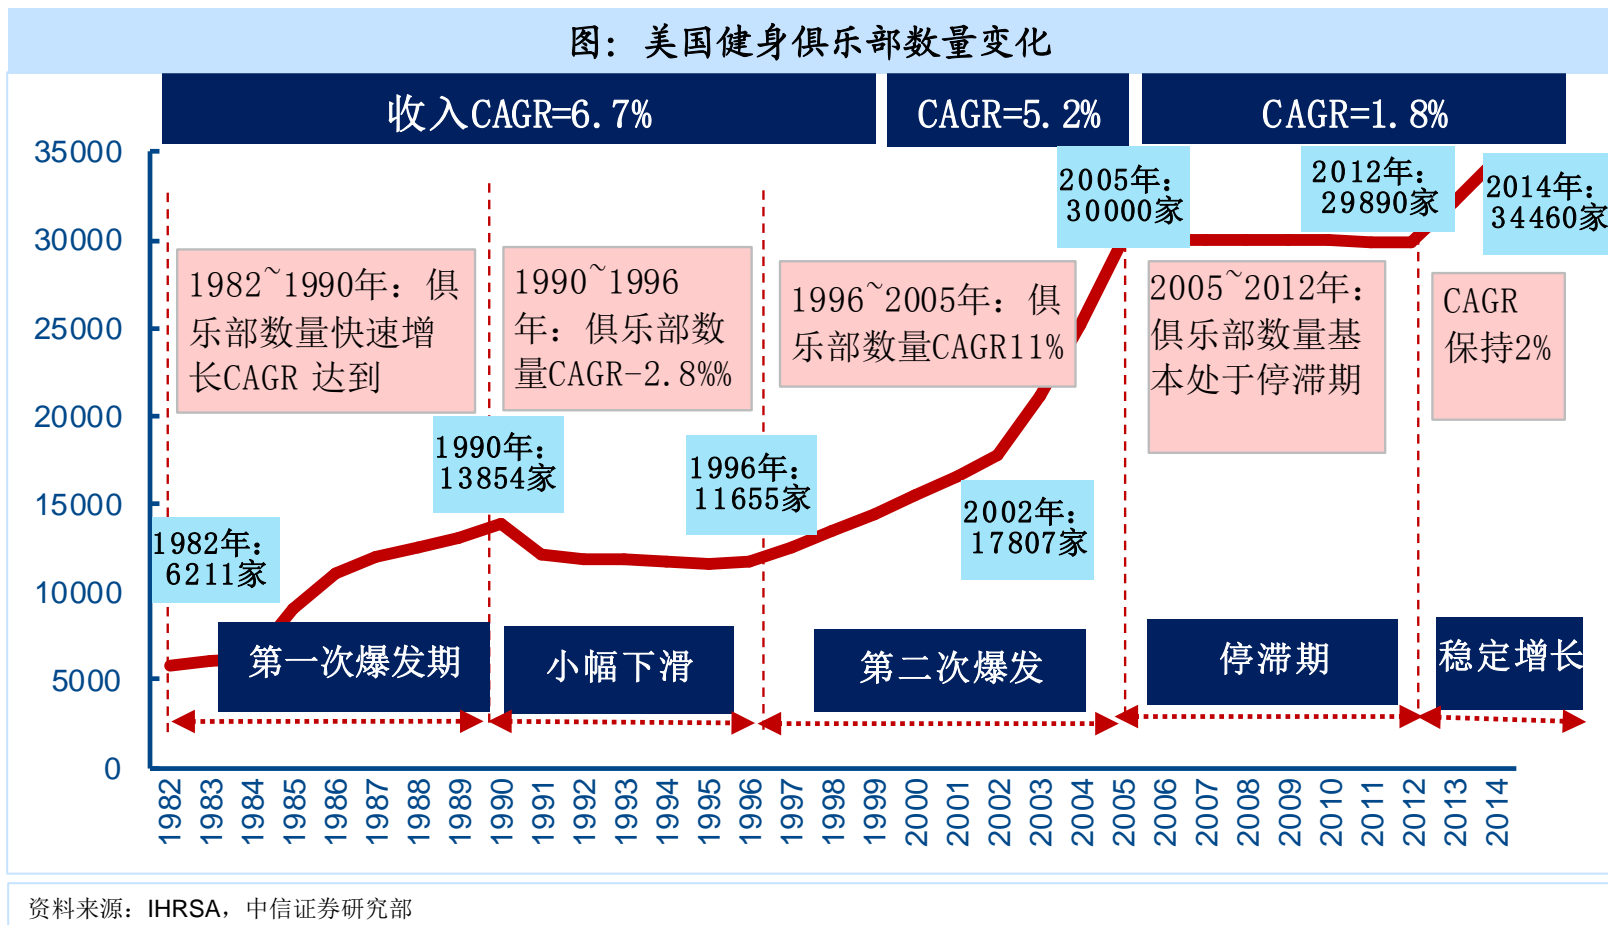 图：美国健身俱乐部数量变化
收入CAGR=6.7%
CAGR=5.2%
CAGR=1.8%
35000
30000
25000
20000
15000
10000
5000
0
1982~1990年：俱
乐部数量快速增
长CAGR 达到
1990~1996
年：俱乐部数
量CAGR-2.8%%
1996~2005年：俱
乐部数量CAGR11%
2005~2012年：
俱乐部数量基
本处于停滞期
CAGR
保持2%
1982年：
6211家
1990年：
13854家
1996年：
11655家
2002年：
17807家
2005年：
30000家
2012年：
29890家
2014年：
34460家
第一次爆发期
小幅下滑
第二次爆发
停滞期
稳定增长
1982
1983
1984
1985
1986
1987
1988
1989
1990
1991
1992
1993
1994
1995
1996
1997
1998
1999
2000
2001
2002
2003
2004
2005
2006
2007
2008
2009
2010
2011
2012
2013
2014
资料来源：IHRSA，中信证券研究部